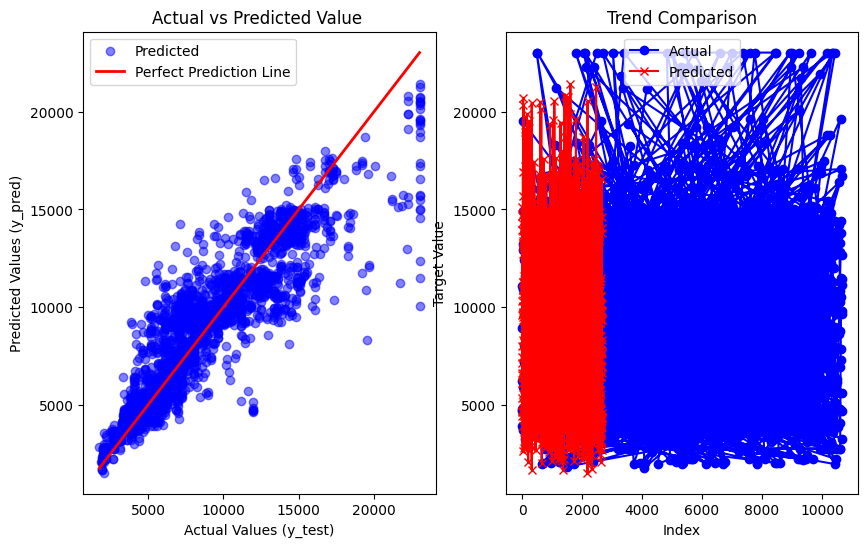 Actual vs Predicted Value
Predicted
Perfect Prediction Line
20000
15000
10000
5000
Predicted Values (y_pred)
5000
10000
15000
20000
Actual Values (y_test)
Trend Comparison
Actual
Predicted
20000
15000
10000
5000
Target Value
0
2000
4000
6000
8000
10000
Index